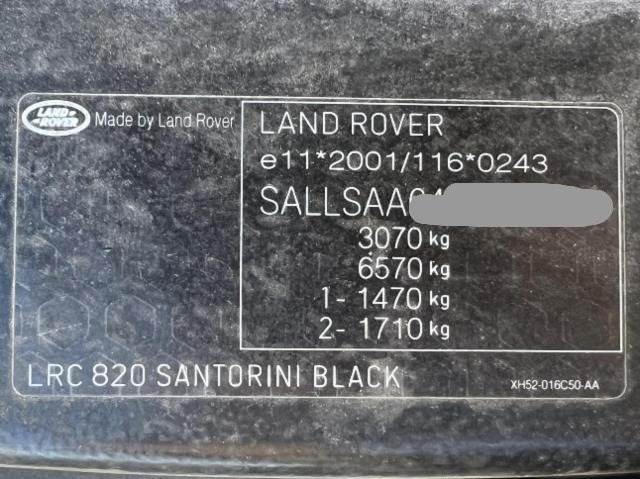 LAND ROVER
Made by Land Rover
LAND ROVER
e11*2001/116*0243
SALLSAA
3070 kg
6570 kg
1- 1470 kg
2- 1710 kg
LRC 820 SANTORINI BLACK
XH52-016C50-AA